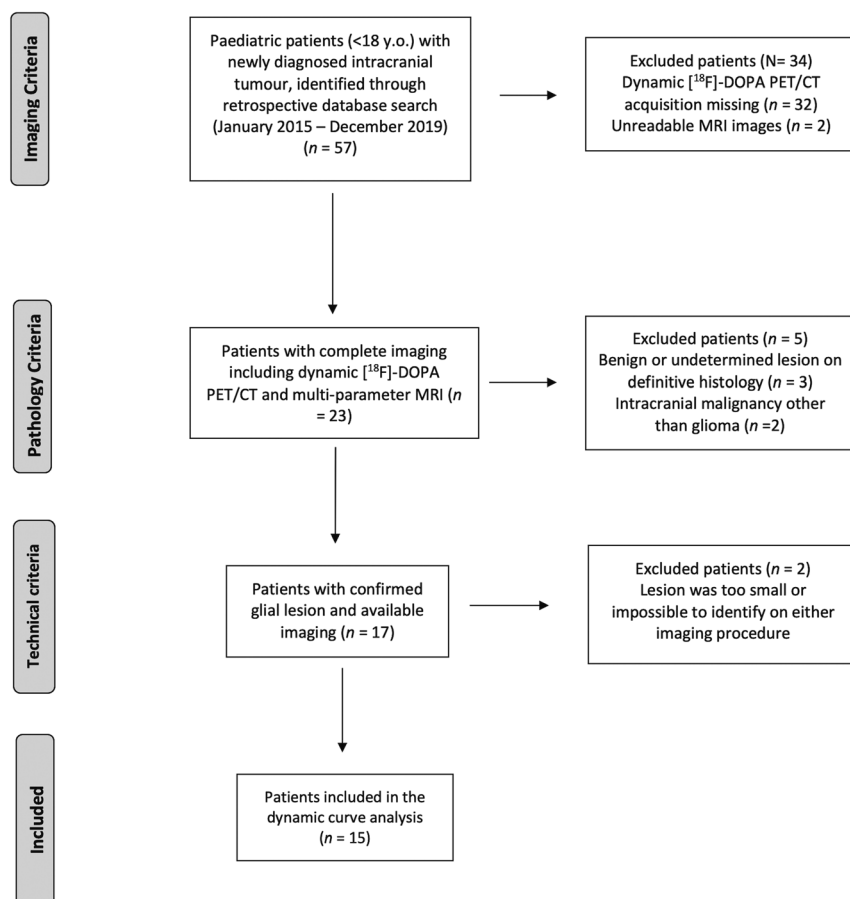 Imaging Criteria
Paediatric patients (<18 y.o.) with
newly diagnosed intracranial
tumour, identified through
retrospective database search
(January 2015 – December 2019)
(n = 57)
Excluded patients (N= 34)
Dynamic [¹⁸F]-DOPA PET/CT
acquisition missing (n = 32)
Unreadable MRI images (n = 2)
Pathology Criteria
Patients with complete imaging
including dynamic [¹⁸F]-DOPA
PET/CT and multi-parameter MRI (n
= 23)
Excluded patients (n = 5)
Benign or undetermined lesion on
definitive histology (n = 3)
Intracranial malignancy other
than glioma (n =2)
Technical criteria
Patients with confirmed
glial lesion and available
imaging (n = 17)
Excluded patients (n = 2)
Lesion was too small or
impossible to identify on either
imaging procedure
Included
Patients included in the
dynamic curve analysis
(n = 15)